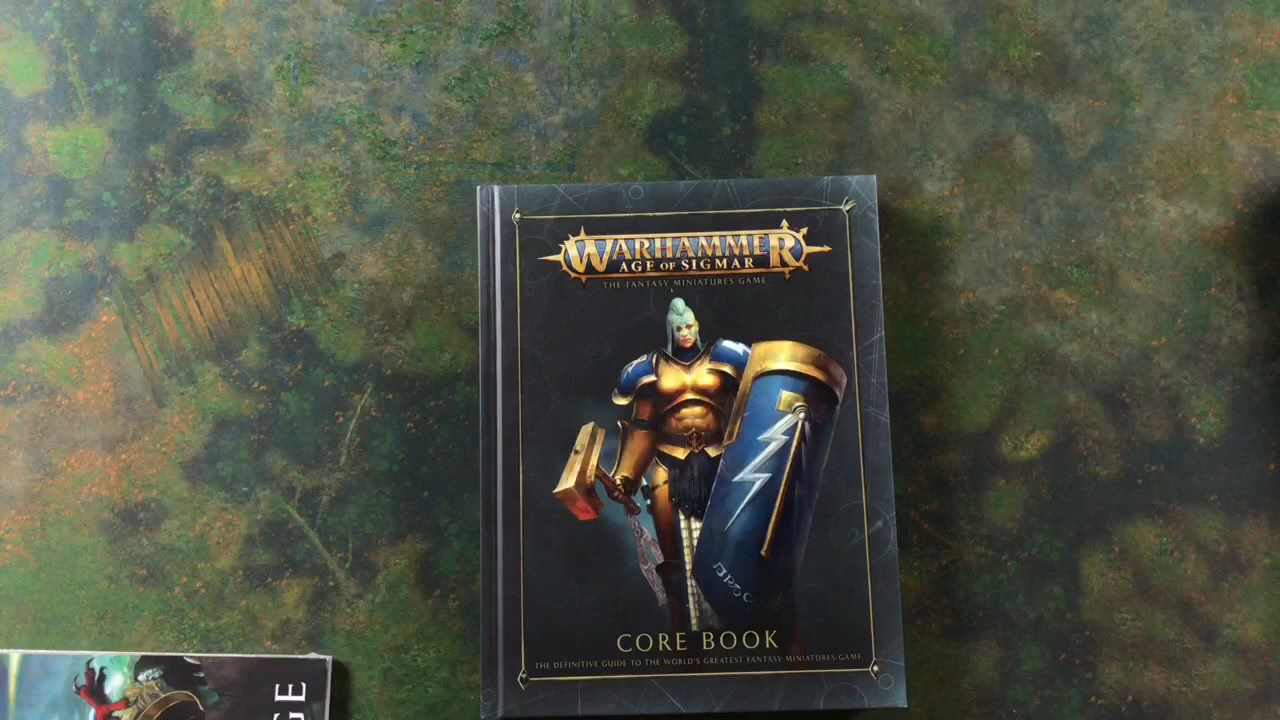 WARHAMMER
AGE OF SIGMAR
THE FANTASY MINIATURES GAME
CORE BOOK
THE DEFINITIVE GUIDE TO THE WORLD'S GREATEST FANTASY MINIATURES GAME
GE